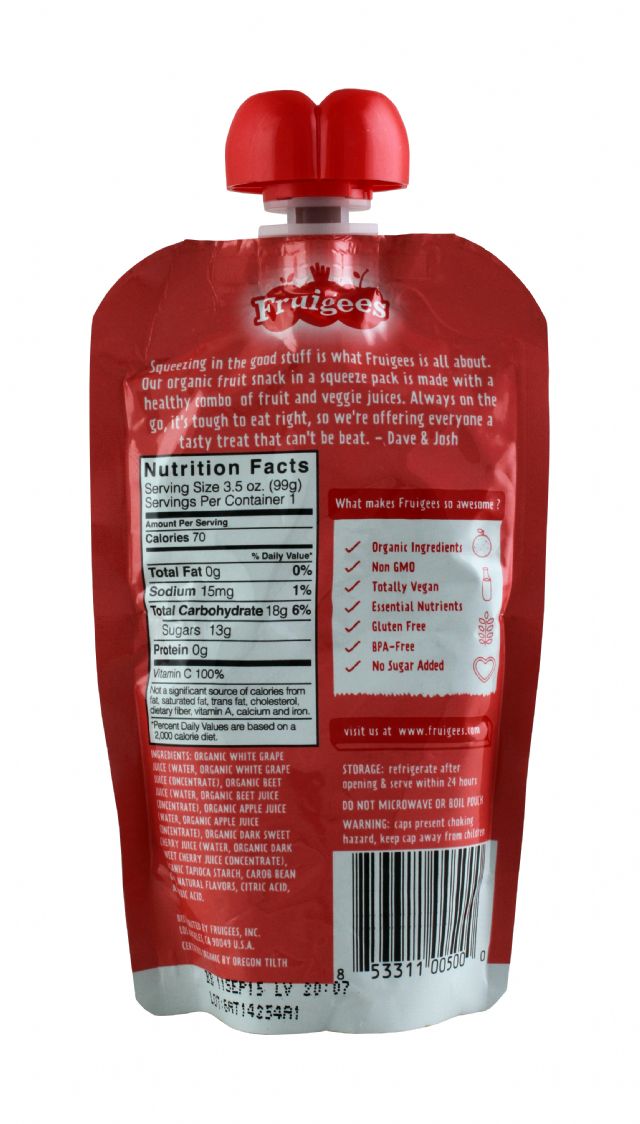 Fruigees
Squeezing in the good stuff is what Fruigees is all about.
Our organic fruit snack in a squeeze pack is made with a
healthy combo of fruit and veggie juices. Always on the
go, it's tough to eat right, so we're offering everyone a
tasty treat that can't be beat. - Dave & Josh
Nutrition Facts
Serving Size 3.5 oz. (99g)
Servings Per Container 1
Amount Per Serving
Calories 70
% Daily Value*
Total Fat 0g 0%
Sodium 15mg 1%
Total Carbohydrate 18g 6%
Sugars 13g
Protein 0g
Vitamin C 100%
Not a significant source of calories from
fat, saturated fat, trans fat, cholesterol,
dietary fiber, vitamin A, calcium and iron.
*Percent Daily Values are based on a
2,000 calorie diet.
INGREDIENTS: ORGANIC WHITE GRAPE
JUICE (WATER, ORGANIC WHITE GRAPE
JUICE CONCENTRATE), ORGANIC BEET
JUICE (WATER, ORGANIC BEET JUICE
CONCENTRATE), ORGANIC APPLE JUICE
(WATER, ORGANIC APPLE JUICE
CONCENTRATE), ORGANIC DARK SWEET
CHERRY JUICE (WATER, ORGANIC DARK
SWEET CHERRY JUICE CONCENTRATE),
ORGANIC TAPIOCA STARCH, CAROB BEAN
NATURAL FLAVORS, CITRIC ACID,
ACID.
DISTRIBUTED BY FRUIGEES, INC.
LOS ANGELES, CA 90049 U.S.A.
CERTIFIED ORGANIC BY OREGON TILTH
What makes Fruigees so awesome?
Organic Ingredients
Non GMO
Totally Vegan
Essential Nutrients
Gluten Free
BPA-Free
No Sugar Added
visit us at www.fruigees.com
STORAGE: refrigerate after
opening & serve within 24 hours
DO NOT MICROWAVE OR BOIL POUCH
WARNING: caps present choking
hazard, keep cap away from children
8 53311 00500 0
11SEP15 LV 20:07
14254A1